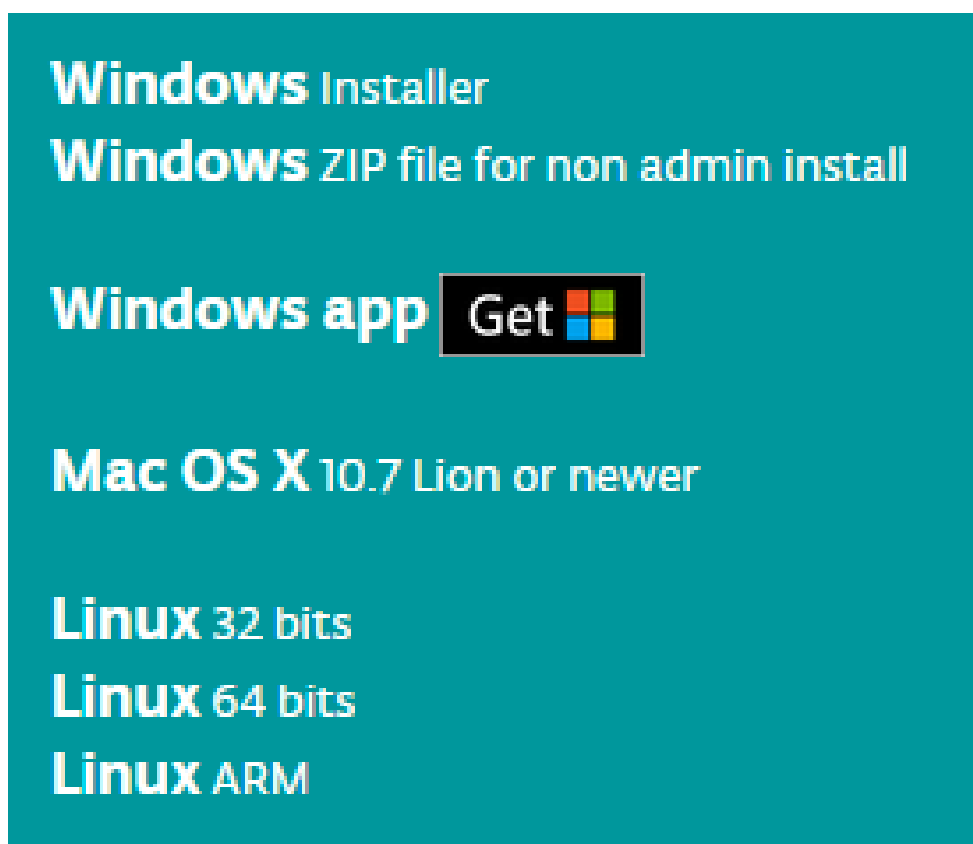 Windows Installer
Windows ZIP file for non admin install
Windows app Get
Mac OS X 10.7 Lion or newer
Linux 32 bits
Linux 64 bits
Linux ARM